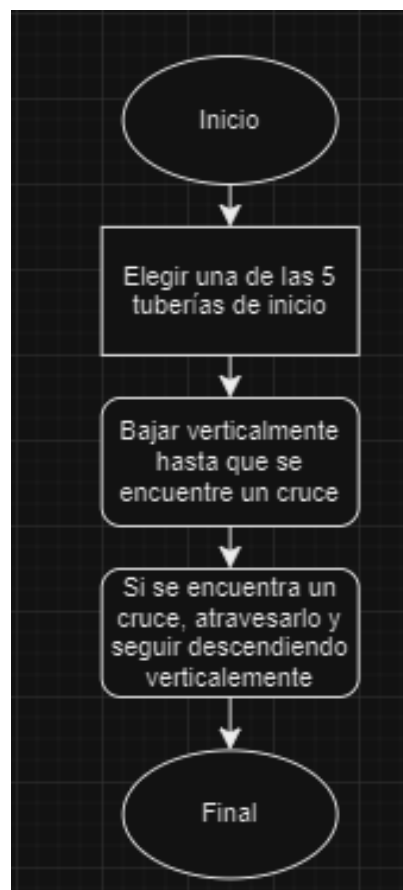 Inicio
Elegir una de las 5
tuberías de inicio
Bajar verticalmente
hasta que se
encuentre un cruce
Si se encuentra un
cruce, atravesarlo y
seguir descendiendo
verticalemente
Final